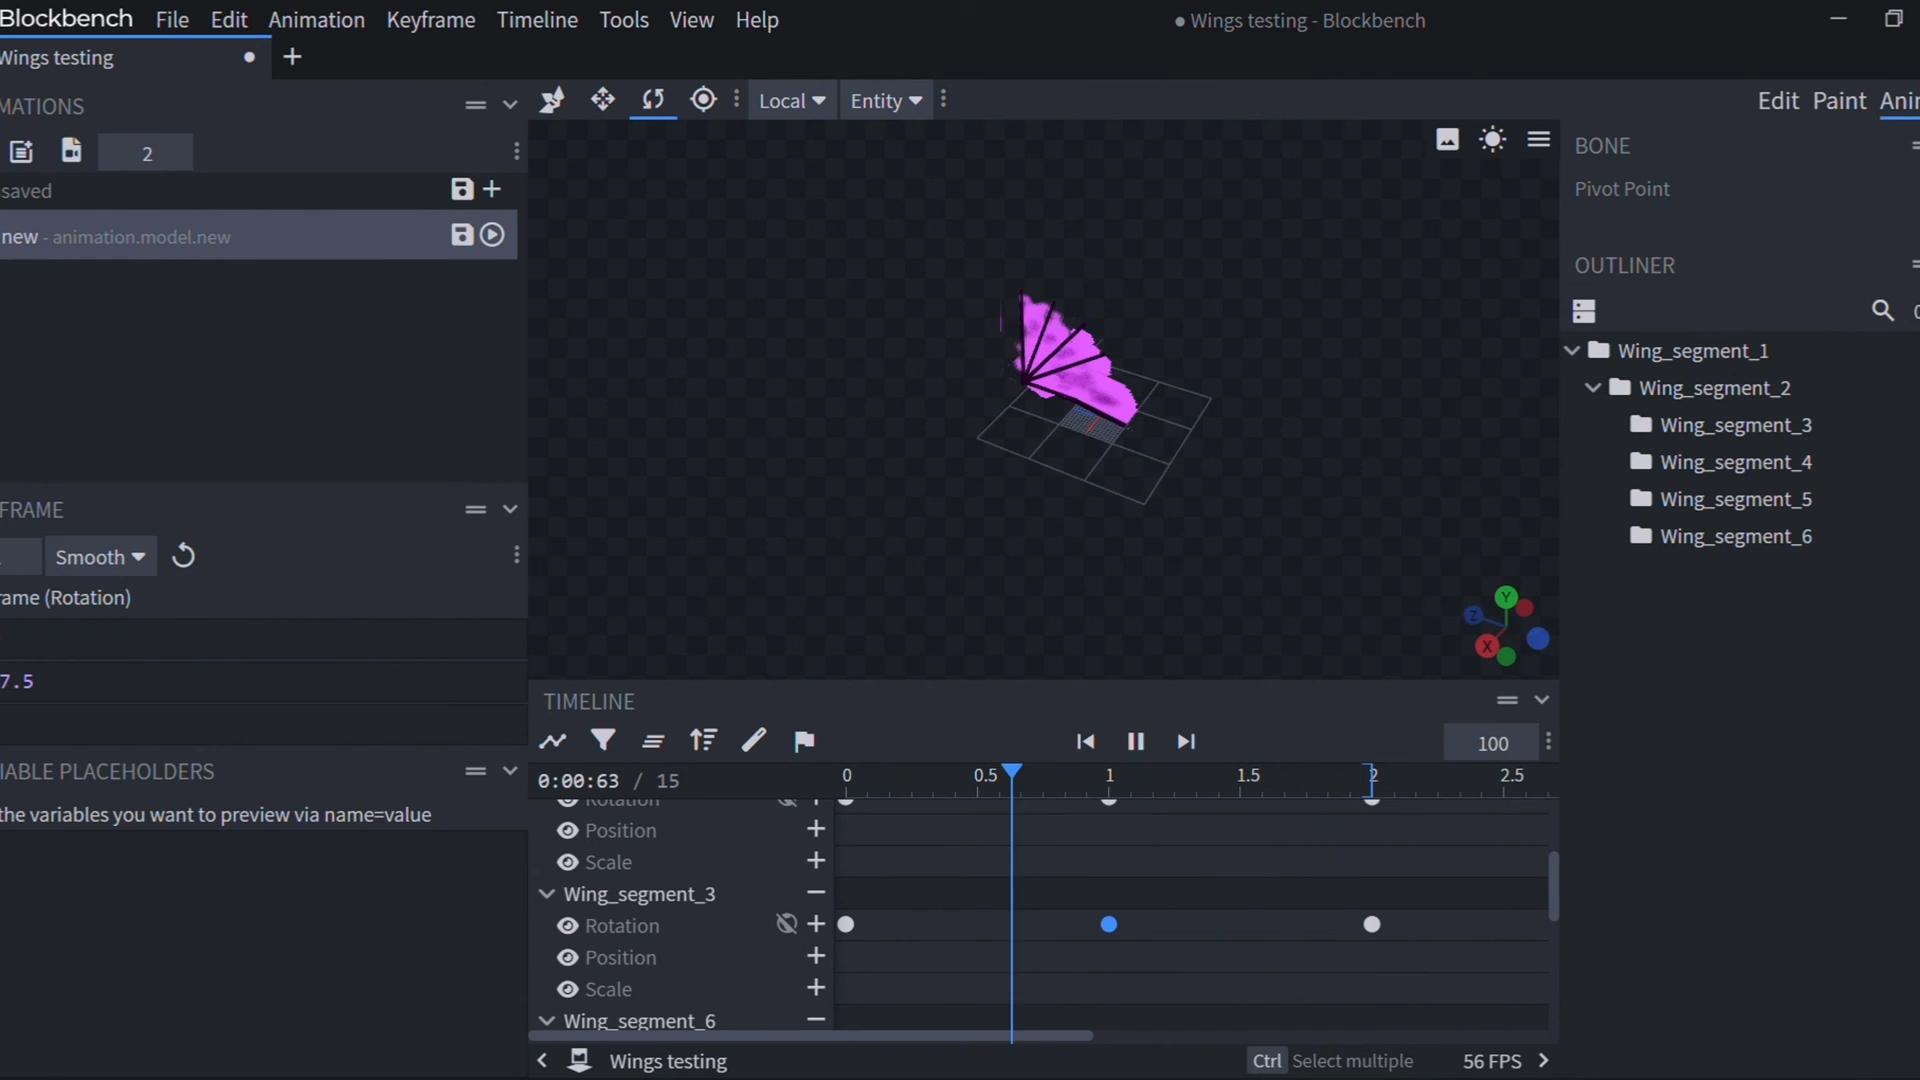 Blockbench File Edit Animation Keyframe Timeline Tools View Help
● Wings testing - Blockbench
Wings testing
MATIONS
2
saved
new - animation.model.new
FRAME
Smooth
rame (Rotation)
7.5
IABLE PLACEHOLDERS
the variables you want to preview via name=value
Local Entity
Edit Paint Anim
BONE
Pivot Point
OUTLINER
Wing_segment_1
Wing_segment_2
Wing_segment_3
Wing_segment_4
Wing_segment_5
Wing_segment_6
Y
Z
X
TIMELINE
100
0:00:63 / 15
0 0.5 1 1.5 2 2.5
Rotation
Position
Scale
Wing_segment_3
Rotation
Position
Scale
Wing_segment_6
Wings testing
Ctrl Select multiple 56 FPS